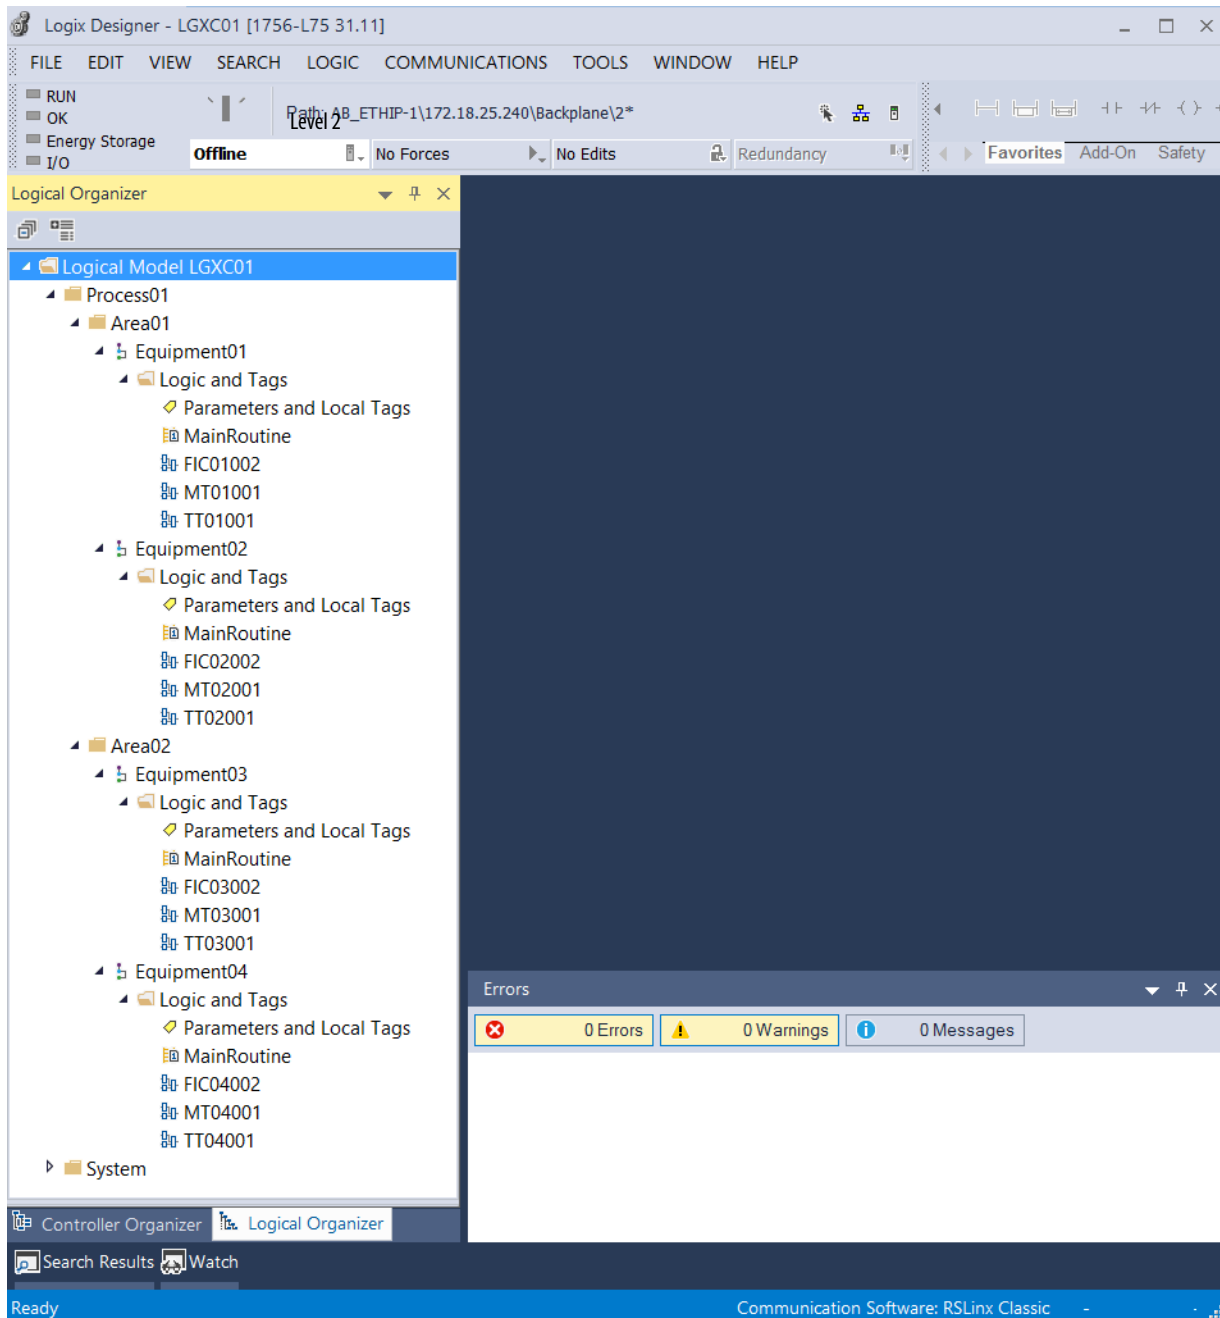 Logix Designer - LGXC01 [1756-L75 31.11]
FILE EDIT VIEW SEARCH LOGIC COMMUNICATIONS TOOLS WINDOW HELP
RUN
OK
Energy Storage
I/O
Path: AB_ETHIP-1\172.18.25.240\Backplane\2*
Level 2
Offline No Forces No Edits Redundancy
Favorites Add-On Safety
Logical Organizer
Logical Model LGXC01
Process01
Area01
Equipment01
Logic and Tags
Parameters and Local Tags
MainRoutine
FIC01002
MT01001
TT01001
Equipment02
Logic and Tags
Parameters and Local Tags
MainRoutine
FIC02002
MT02001
TT02001
Area02
Equipment03
Logic and Tags
Parameters and Local Tags
MainRoutine
FIC03002
MT03001
TT03001
Equipment04
Logic and Tags
Parameters and Local Tags
MainRoutine
FIC04002
MT04001
TT04001
System
Controller Organizer Logical Organizer
Errors
0 Errors 0 Warnings 0 Messages
Search Results Watch
Ready
Communication Software: RSLinx Classic -